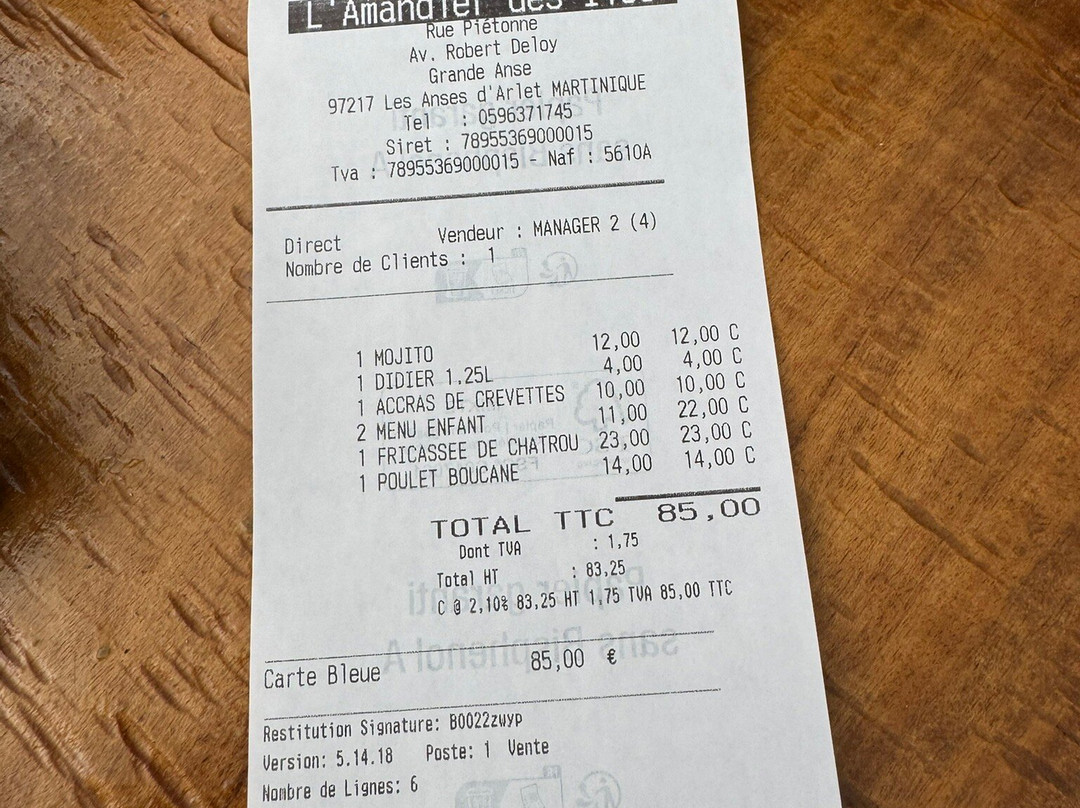 L'Amandier des
Rue Piétonne
Av. Robert Deloy
Grande Anse
97217 Les Anses d'Arlet MARTINIQUE
Tel : 0596371745
Siret : 78955369000015
Tva : 78955369000015 - Naf : 5610A
Direct Vendeur : MANAGER 2 (4)
Nombre de Clients : 1
1 MOJITO 12,00 12,00 C
1 DIDIER 1.25L 4,00 4,00 C
1 ACCRAS DE CREVETTES 10,00 10,00 C
2 MENU ENFANT 11,00 22,00 C
1 FRICASSEE DE CHATROU 23,00 23,00 C
1 POULET BOUCANE 14,00 14,00 C
TOTAL TTC 85,00
Dont TVA : 1,75
Total HT : 83,25
C @ 2,10% 83,25 HT 1,75 TVA 85,00 TTC
Papier garanti
sans Bisphénol A
Carte Bleue 85,00 €
Restitution Signature: B0022zwyp
Version: 5.14.18 Poste: 1 Vente
Nombre de Lignes: 6